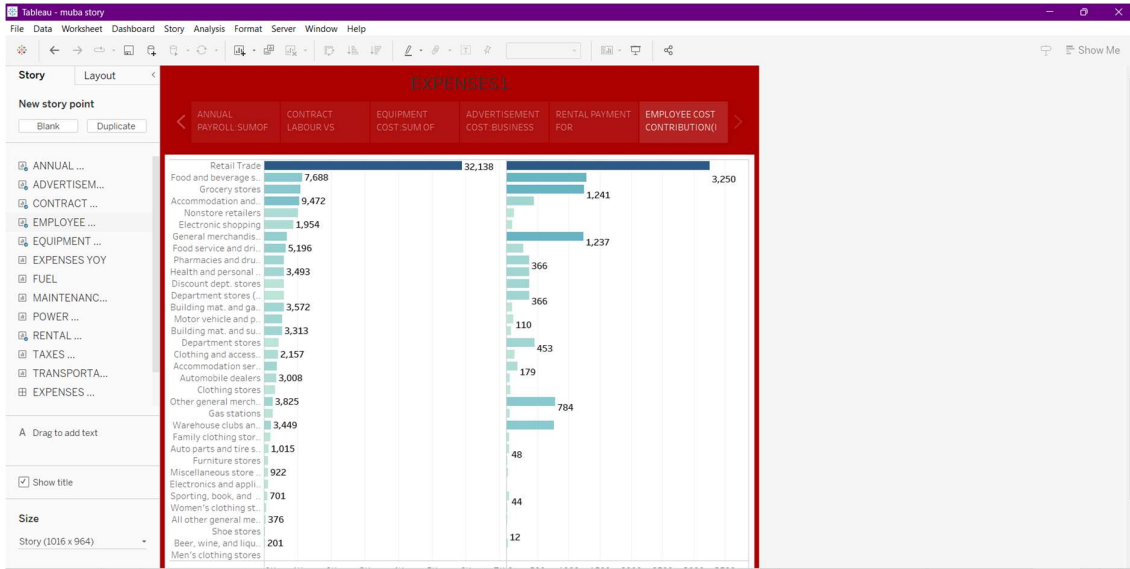 Tableau - muba story
File Data Worksheet Dashboard Story Analysis Format Server Window Help
Show Me
Story Layout
New story point
Blank Duplicate
ANNUAL ...
ADVERTISEM...
CONTRACT ...
EMPLOYEE ...
EQUIPMENT ...
EXPENSES YOY
FUEL
MAINTENANC...
POWER ...
RENTAL ...
TAXES ...
TRANSPORTA...
EXPENSES ...
A Drag to add text
Show title
Size
Story (1016 x 964)
EXPENSES1
ANNUAL
PAYROLL:SUMOF
CONTRACT
LABOUR VS
EQUIPMENT
COST:SUM OF
ADVERTISEMENT
COST:BUSINESS
RENTAL PAYMENT
FOR
EMPLOYEE COST
CONTRIBUTION(I
Retail Trade 32,138
Food and beverage s.. 7,688 3,250
Grocery stores 1,241
Accommodation and.. 9,472
Nonstore retailers
Electronic shopping 1,954
General merchandis.. 1,237
Food service and dri.. 5,196
Pharmacies and dru.. 366
Health and personal .. 3,493
Discount dept. stores
Department stores (.. 366
Building mat. and ga.. 3,572
Motor vehicle and p.. 110
Building mat. and su.. 3,313
Department stores 453
Clothing and access.. 2,157
Accommodation ser.. 179
Automobile dealers 3,008
Clothing stores
Other general merch.. 3,825 784
Gas stations
Warehouse clubs an.. 3,449
Family clothing stor..
Auto parts and tire s.. 1,015 48
Furniture stores
Miscellaneous store .. 922
Electronics and appli..
Sporting, book, and .. 701 44
Women's clothing st..
All other general me.. 376
Shoe stores 12
Beer, wine, and liqu.. 201
Men's clothing stores